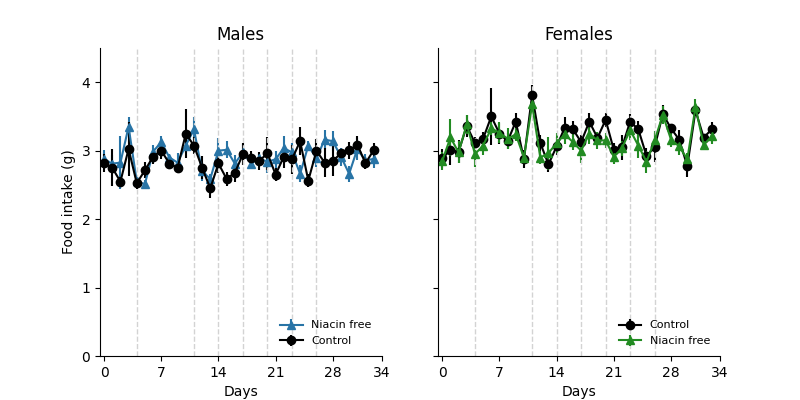 Males
Females
Food intake (g)
4
3
2
1
0
Niacin free
Control
Control
Niacin free
0 7 14 21 28 34
0 7 14 21 28 34
Days
Days